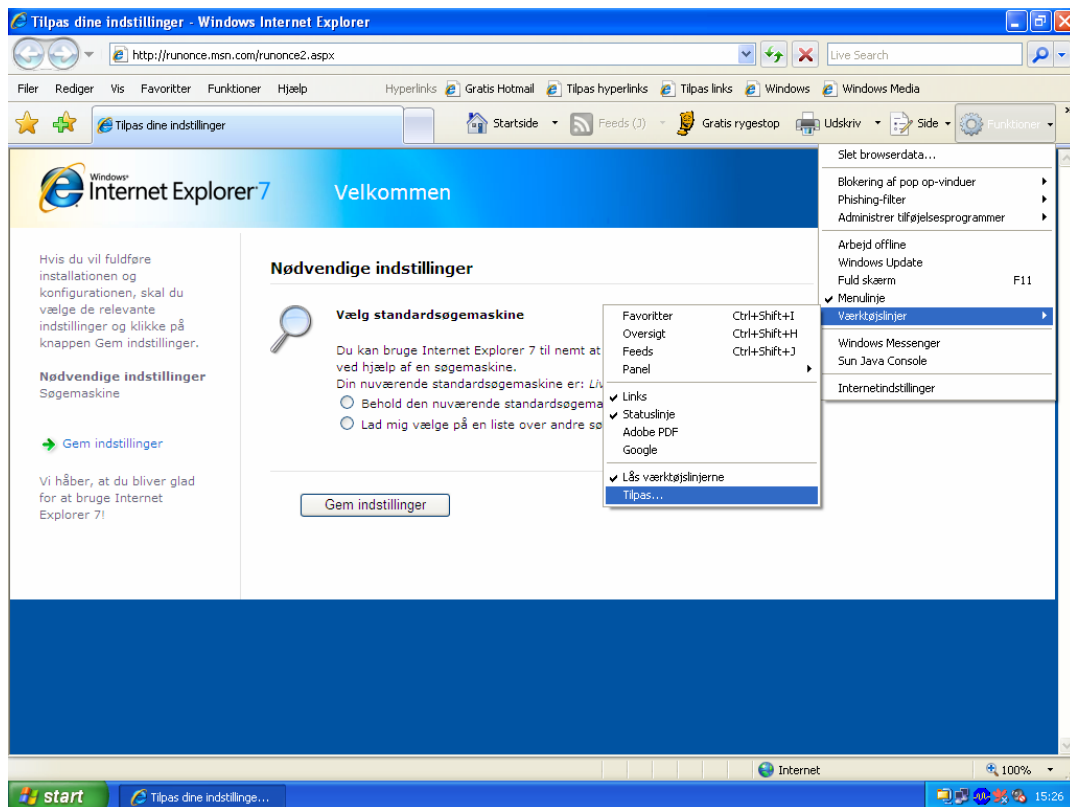 Tilpas dine indstillinger - Windows Internet Explorer
http://runonce.msn.com/runonce2.aspx
Live Search
Filer Rediger Vis Favoritter Funktioner Hjælp Hyperlinks Gratis Hotmail Tilpas hyperlinks Tilpas links Windows Windows Media
Tilpas dine indstillinger Startside Feeds (J) Gratis rygestop Udskriv Side Funktioner
Windows
Internet Explorer 7
Velkommen
Hvis du vil fuldføre
installationen og
konfigurationen, skal du
vælge de relevante
indstillinger og klikke på
knappen Gem indstillinger.
Nødvendige indstillinger
Søgemaskine
Gem indstillinger
Vi håber, at du bliver glad
for at bruge Internet
Explorer 7!
Nødvendige indstillinger
Vælg standardsøgemaskine
Du kan bruge Internet Explorer 7 til nemt at
ved hjælp af en søgemaskine.
Din nuværende standardsøgemaskine er:
Behold den nuværende
Lad mig vælge på en liste over andre
Gem indstillinger
Slet browserdata...
Blokering af pop op-vinduer
Phishing-filter
Administrer tilføjelsesprogrammer
Arbejd offline
Windows Update
Fuld skærm F11
Menulinje
Værktøjslinjer
Windows Messenger
Sun Java Console
Internetindstillinger
Favoritter Ctrl+Shift+I
Oversigt Ctrl+Shift+H
Feeds Ctrl+Shift+J
Panel
Links
Statuslinje
Adobe PDF
Google
Lås værktøjslinjerne
Tilpas...
Internet 100%
start Tilpas dine indstillinge... 15:26